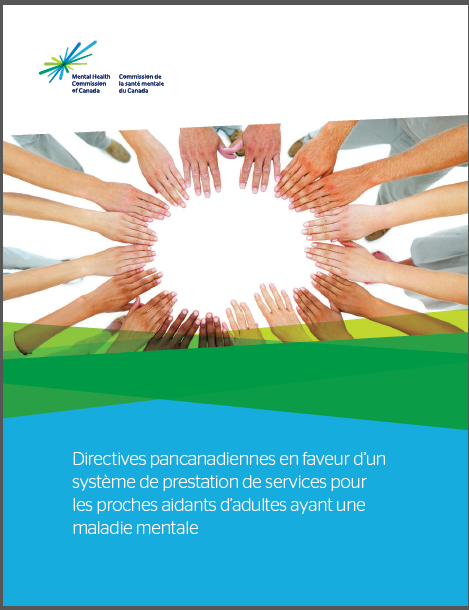 Mental Health
Commission
of Canada
Commission de
la santé mentale
du Canada
Directives pancanadiennes en faveur d'un
système de prestation de services pour
les proches aidants d'adultes ayant une
maladie mentale